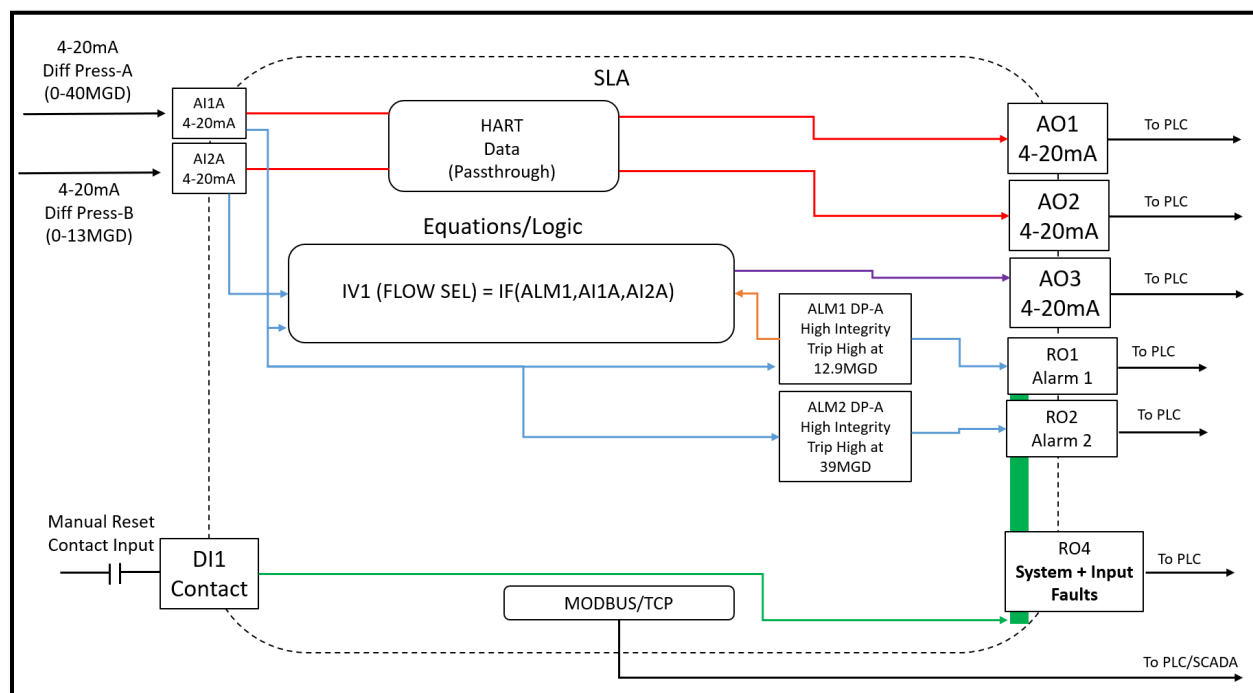 4-20mA
Diff Press-A
(0-40MGD)
AI1A
4-20mA
AI2A
4-20mA
4-20mA
Diff Press-B
(0-13MGD)
SLA
HART
Data
(Passthrough)
Equations/Logic
IV1 (FLOW SEL) = IF(ALM1,AI1A,AI2A)
ALM1 DP-A
High Integrity
Trip High at
12.9MGD
ALM2 DP-A
High Integrity
Trip High at
39MGD
AO1
4-20mA
To PLC
AO2
4-20mA
To PLC
AO3
4-20mA
To PLC
RO1
Alarm 1
To PLC
RO2
Alarm 2
To PLC
Manual Reset
Contact Input
DI1
Contact
MODBUS/TCP
RO4
System + Input
Faults
To PLC
To PLC/SCADA